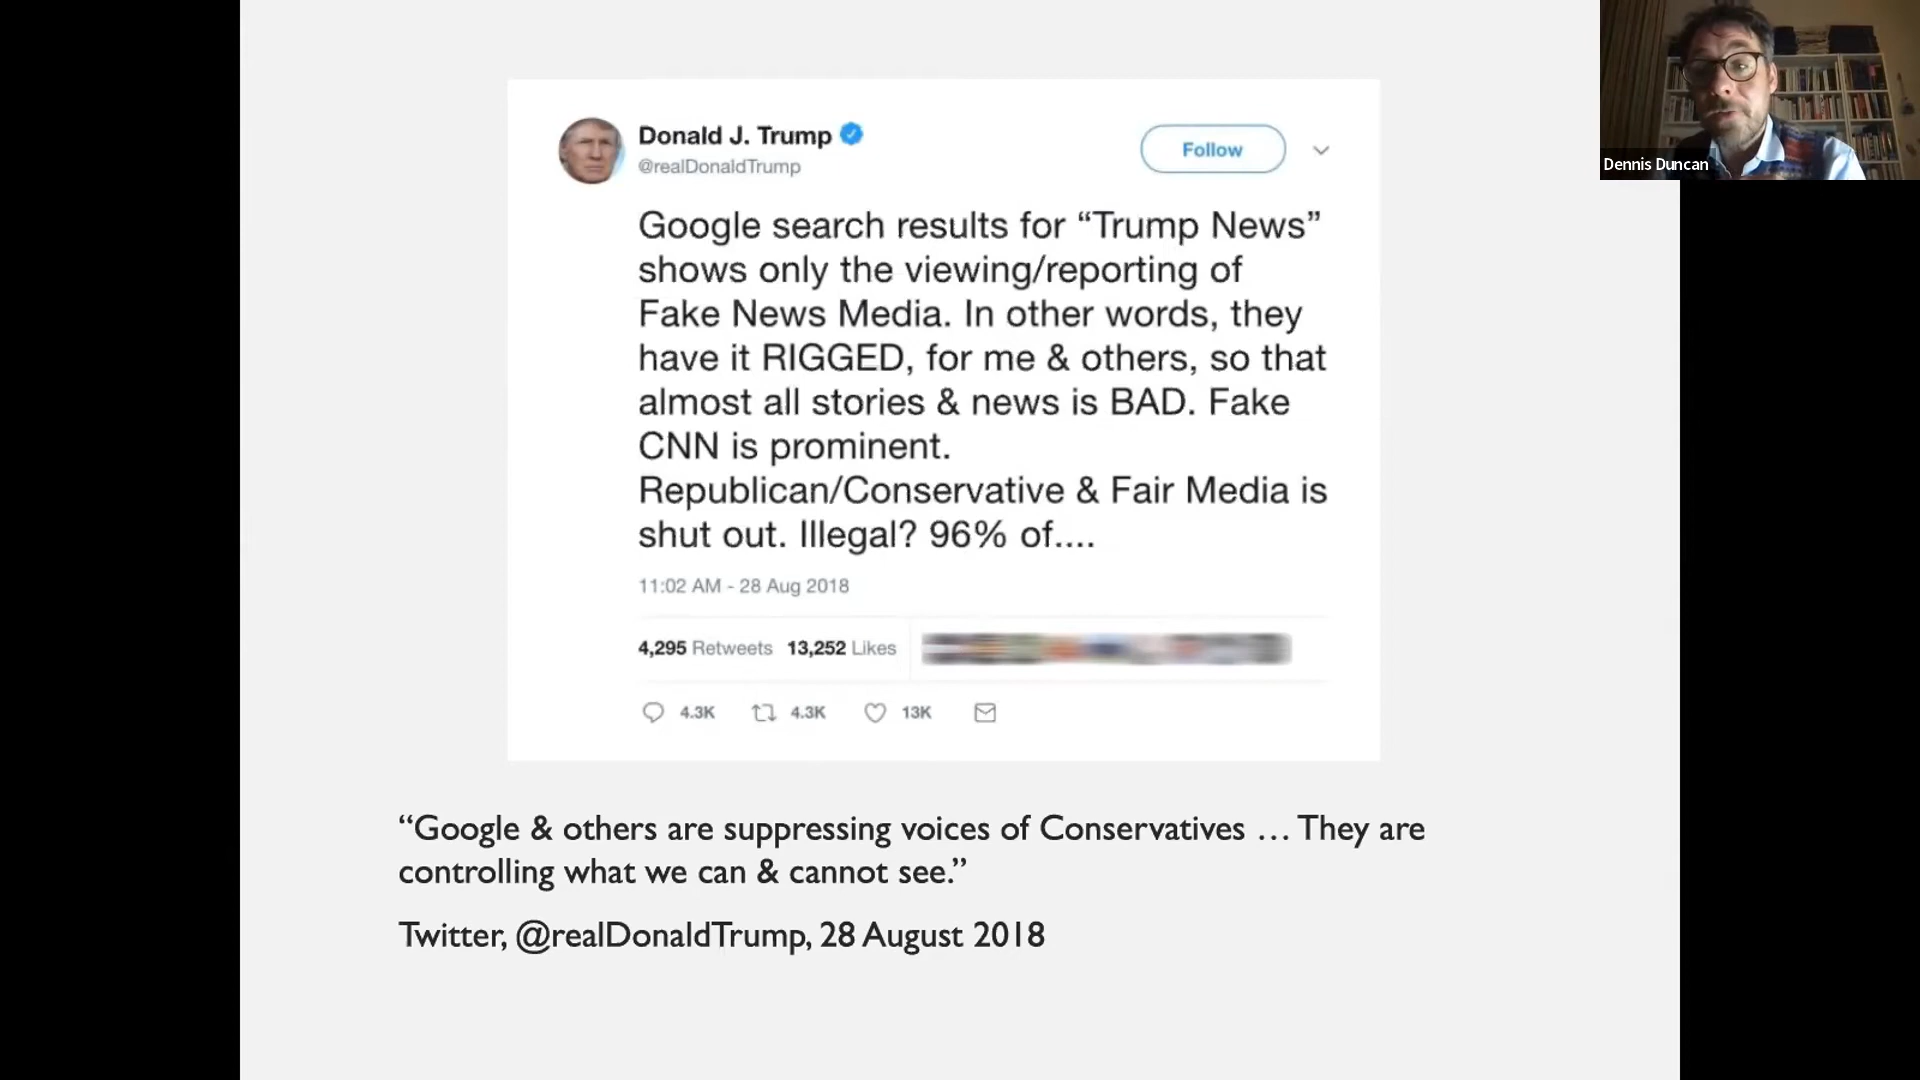 Donald J. Trump
@realDonaldTrump
Follow
Google search results for “Trump News”
shows only the viewing/reporting of
Fake News Media. In other words, they
have it RIGGED, for me & others, so that
almost all stories & news is BAD. Fake
CNN is prominent.
Republican/Conservative & Fair Media is
shut out. Illegal? 96% of....
11:02 AM - 28 Aug 2018
4,295 Retweets 13,252 Likes
4.3K 4.3K 13K
“Google & others are suppressing voices of Conservatives … They are
controlling what we can & cannot see.”
Twitter, @realDonaldTrump, 28 August 2018
Dennis Duncan